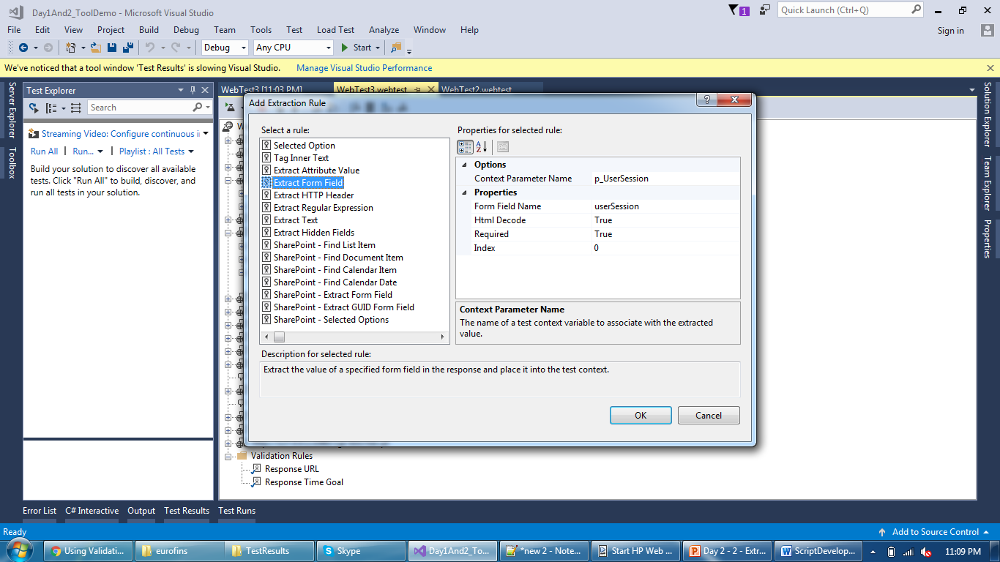 Day1And2_ToolDemo - Microsoft Visual Studio
1
Quick Launch (Ctrl+Q)
File Edit View Project Build Debug Team Tools Test Load Test Analyze Window Help
Sign in
Debug Any CPU Start
We've noticed that a tool window 'Test Results' is slowing Visual Studio. Manage Visual Studio Performance
Server Explorer
Toolbox
Test Explorer
Search
Streaming Video: Configure continuous i
Run All | Run... | Playlist : All Tests
Build your solution to discover all available
tests. Click "Run All" to build, discover, and
run all tests in your solution.
WebTest3 [11:03 PM] WebTest3.webtest WebTest2.webtest
Add Extraction Rule
Select a rule:
Selected Option
Tag Inner Text
Extract Attribute Value
Extract Form Field
Extract HTTP Header
Extract Regular Expression
Extract Text
Extract Hidden Fields
SharePoint - Find List Item
SharePoint - Find Document Item
SharePoint - Find Calendar Item
SharePoint - Find Calendar Date
SharePoint - Extract Form Field
SharePoint - Extract GUID Form Field
SharePoint - Selected Options
Properties for selected rule:
Options
Context Parameter Name p_UserSession
Properties
Form Field Name userSession
Html Decode True
Required True
Index 0
Context Parameter Name
The name of a test context variable to associate with the extracted
value.
Description for selected rule:
Extract the value of a specified form field in the response and place it into the test context.
OK Cancel
Validation Rules
Response URL
Response Time Goal
Solution Explorer
Team Explorer
Properties
Error List C# Interactive Output Test Results Test Runs
Ready
Add to Source Control
Using Validati... eurofins TestResults Skype Day1And2_To... *new 2 - Note... Start HP Web ... Day 2 - 2 - Extr... ScriptDevelop... 11:09 PM